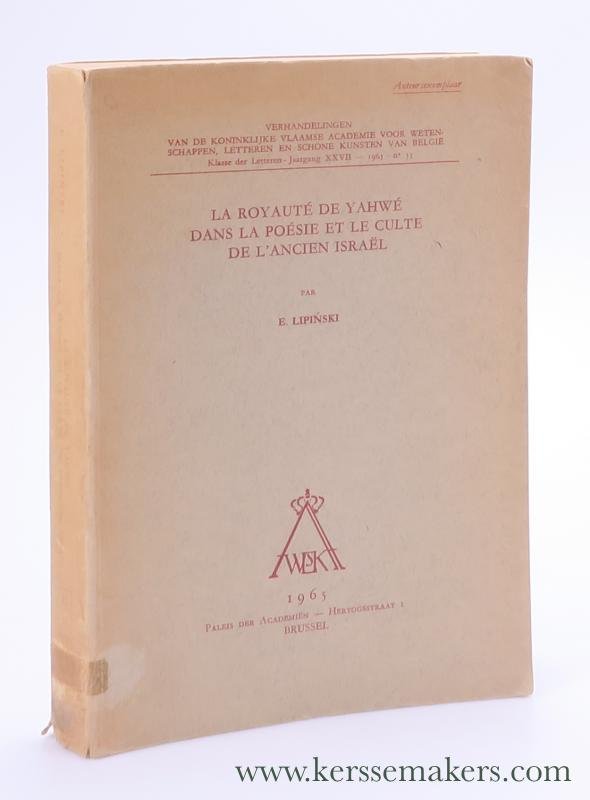 Auteursexemplaar
VERHANDELINGEN
VAN DE KONINKLIJKE VLAAMSE ACADEMIE VOOR WETEN-
SCHAPPEN, LETTEREN EN SCHONE KUNSTEN VAN BELGIË
Klasse der Letteren - Jaargang XXVII — 1965 - nr 55
LA ROYAUTÉ DE YAHWÉ
DANS LA POÉSIE ET LE CULTE
DE L'ANCIEN ISRAËL
PAR
E. LIPIŃSKI
1965
PALEIS DER ACADEMIËN — HERTOGSSTRAAT 1
BRUSSEL
www.kerssemakers.com